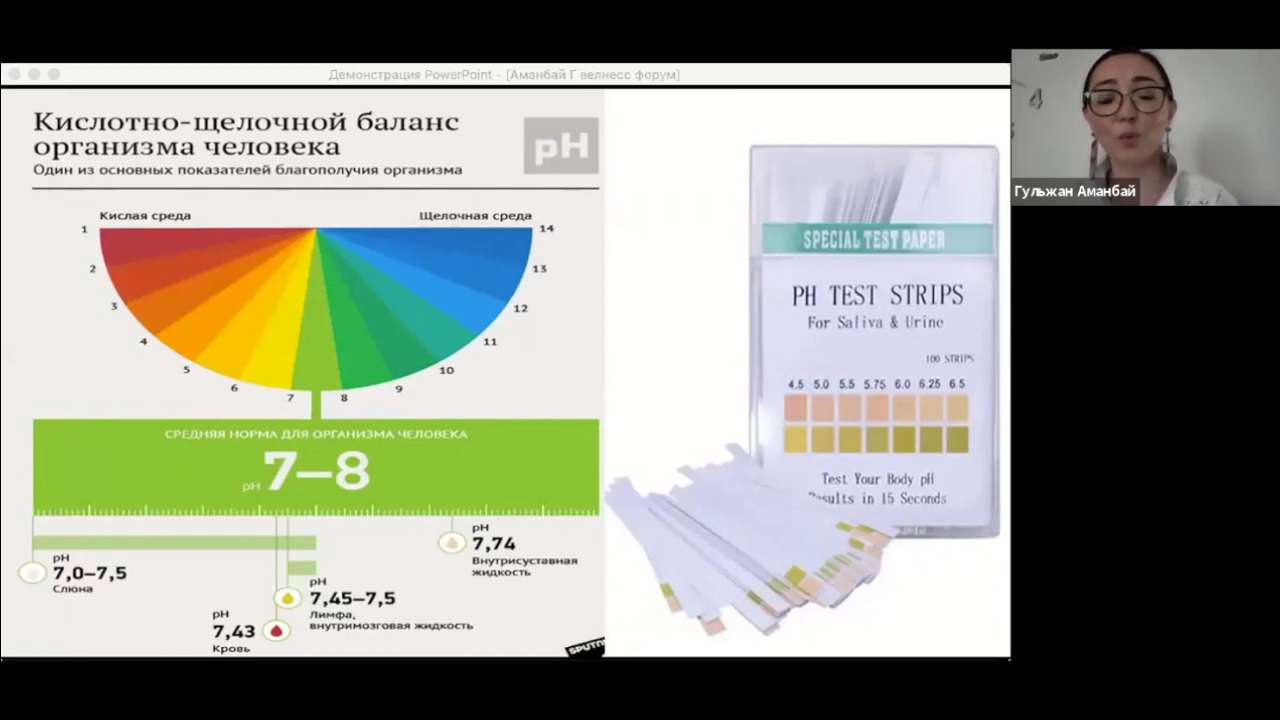 Демонстрация PowerPoint - [Аманбай Г велнесс форум]
Кислотно-щелочной баланс
организма человека
pH
Один из основных показателей благополучия организма
Кислая среда
Щелочная среда
1
14
2
13
3
12
4
11
5
10
6
9
7
8
СРЕДНЯЯ НОРМА ДЛЯ ОРГАНИЗМА ЧЕЛОВЕКА
pH 7–8
pH
7,0–7,5
Слюна
pH
7,43
Кровь
pH
7,45–7,5
Лимфа,
внутримозговая жидкость
pH
7,74
Внутрисуставная
жидкость
SPECIAL TEST PAPER
PH TEST STRIPS
For Saliva & Urine
100 STRIPS
4.5 5.0 5.5 5.75 6.0 6.25 6 5
Test Your Body pH
Results in 15 Seconds
4
Гульжан Аманбай